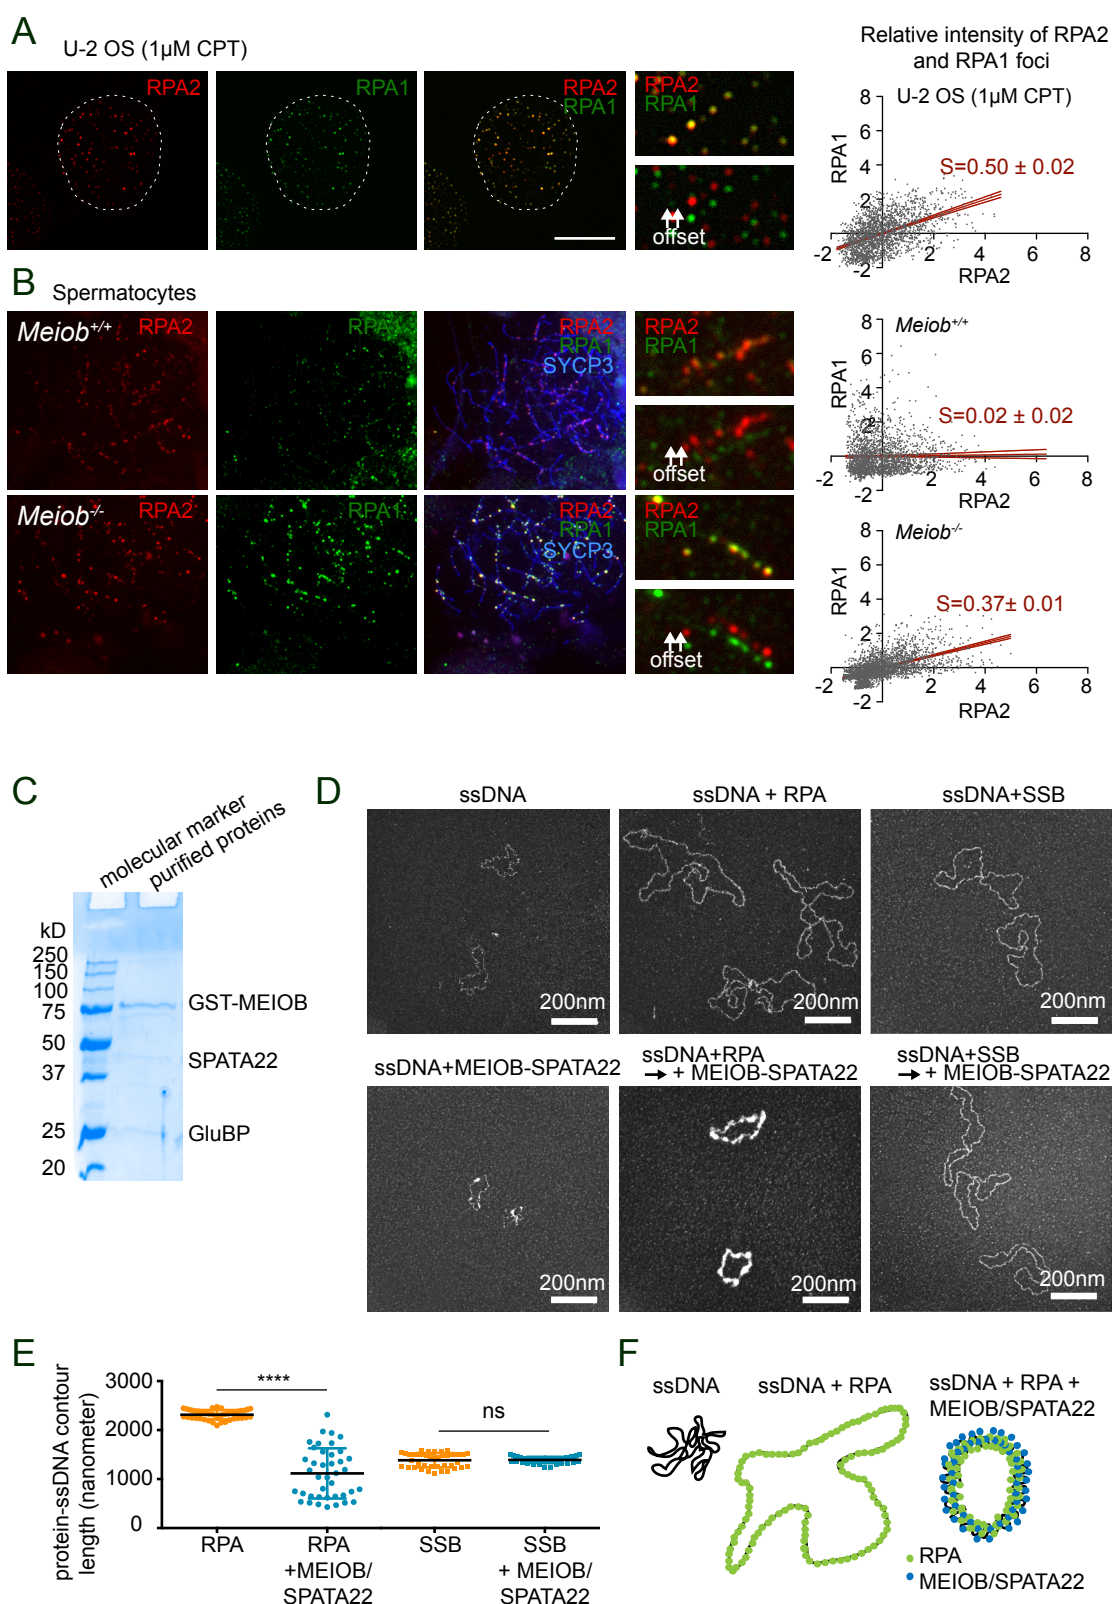 A
U-2 OS (1µM CPT)
RPA2
RPA1
RPA2
RPA1
RPA2
RPA1
offset
Relative intensity of RPA2
and RPA1 foci
U-2 OS (1µM CPT)
8
6
4
2
-2
RPA1
S=0.50 ± 0.02
-2
2
4
6
8
RPA2
B
Spermatocytes
Meiob+/+
RPA2
RPA1
RPA2
RPA1
SYCP3
RPA2
RPA1
offset
Meiob+/+
8
6
4
2
-2
RPA1
S=0.02 ± 0.02
-2
2
4
6
8
RPA2
Meiob-/-
RPA2
RPA1
RPA2
RPA1
SYCP3
RPA2
RPA1
offset
Meiob-/-
8
6
4
2
-2
RPA1
S=0.37± 0.01
-2
2
4
6
8
RPA2
C
molecular marker
purified proteins
kD
250
150
100
75
50
37
25
20
GST-MEIOB
SPATA22
GluBP
D
ssDNA
200nm
ssDNA + RPA
200nm
ssDNA+SSB
200nm
ssDNA+MEIOB-SPATA22
200nm
ssDNA+RPA
→ + MEIOB-SPATA22
200nm
ssDNA+SSB
→ + MEIOB-SPATA22
200nm
E
protein-ssDNA contour
length (nanometer)
3000
2000
1000
0
****
ns
RPA
RPA
+MEIOB/
SPATA22
SSB
SSB
+ MEIOB/
SPATA22
F
ssDNA
ssDNA + RPA
ssDNA + RPA +
MEIOB/SPATA22
RPA
MEIOB/SPATA22